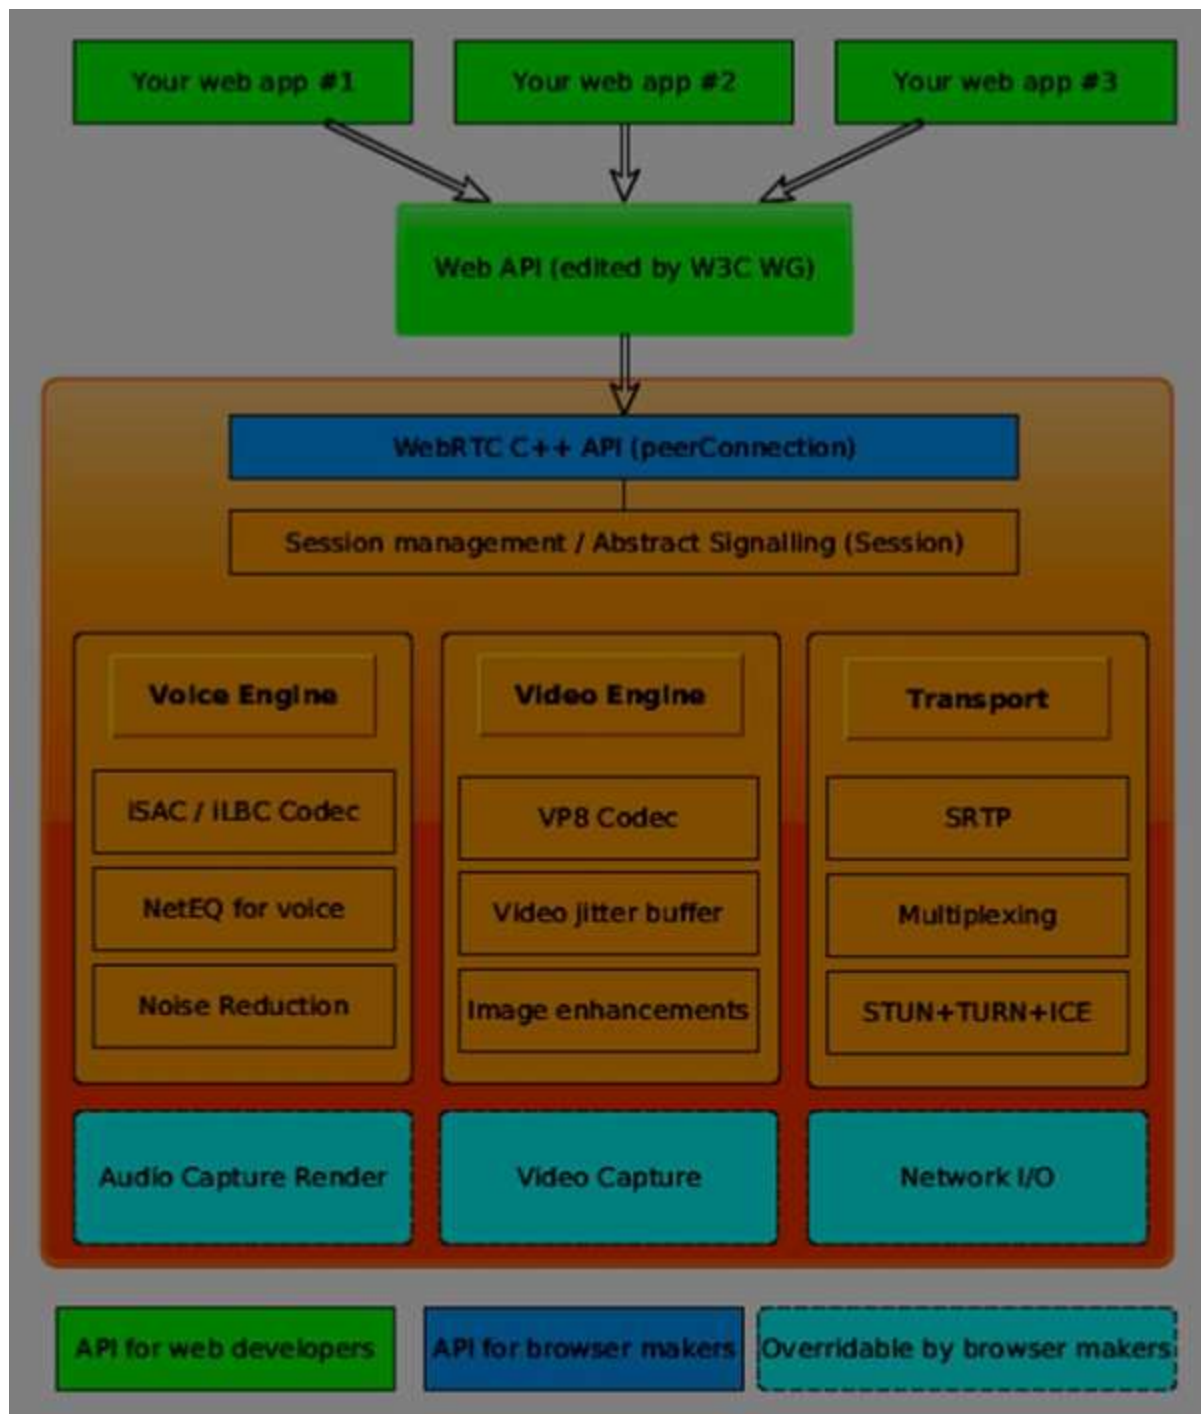 Your web app #1
Your web app #2
Your web app #3
Web API (edited by W3C WG)
WebRTC C++ API (peerConnection)
Session management / Abstract Signalling (Session)
Voice Engine
iSAC / iLBC Codec
NetEQ for voice
Noise Reduction
Video Engine
VP8 Codec
Video jitter buffer
Image enhancements
Transport
SRTP
Multiplexing
STUN+TURN+ICE
Audio Capture Render
Video Capture
Network I/O
API for web developers
API for browser makers
Overridable by browser makers